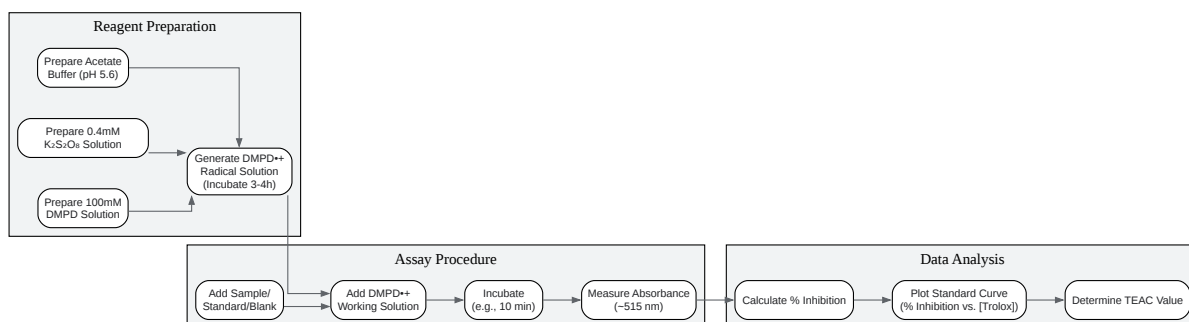 Reagent Preparation
Prepare Acetate
Buffer (pH 5.6)
Prepare 0.4mM
K₂S₂O₈ Solution
Generate DMPD•+
Radical Solution
(Incubate 3-4h)
Prepare 100mM
DMPD Solution
Assay Procedure
Add Sample/
Standard/Blank
Add DMPD•+
Working Solution
Incubate
(e.g., 10 min)
Measure Absorbance
(~515 nm)
Data Analysis
Calculate % Inhibition
Plot Standard Curve
(% Inhibition vs. [Trolox])
Determine TEAC Value